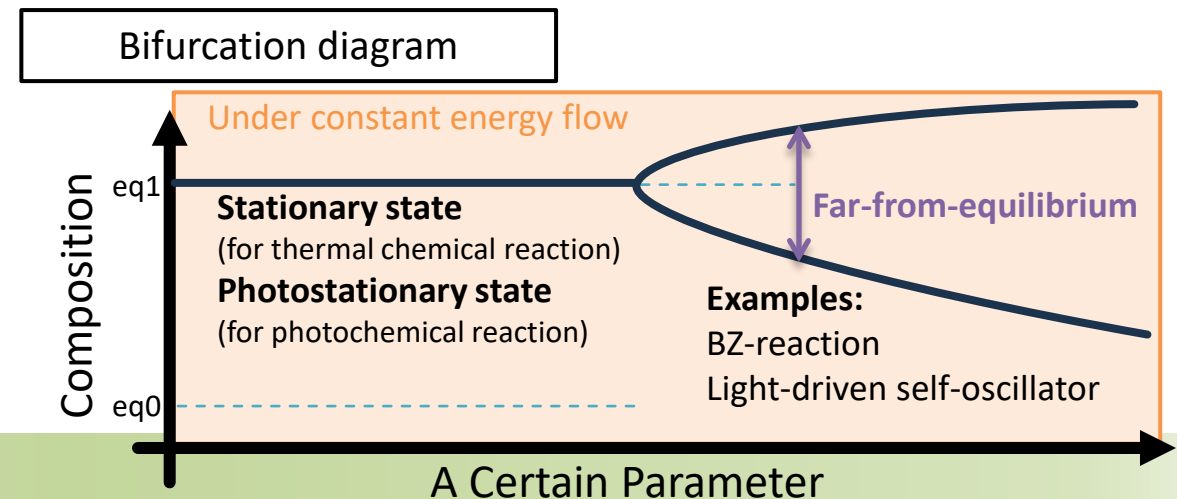 Bifurcation diagram
Under constant energy flow
Composition
eq1
Stationary state
(for thermal chemical reaction)
Photostationary state
(for photochemical reaction)
eq0
Far-from-equilibrium
Examples:
BZ-reaction
Light-driven self-oscillator
A Certain Parameter